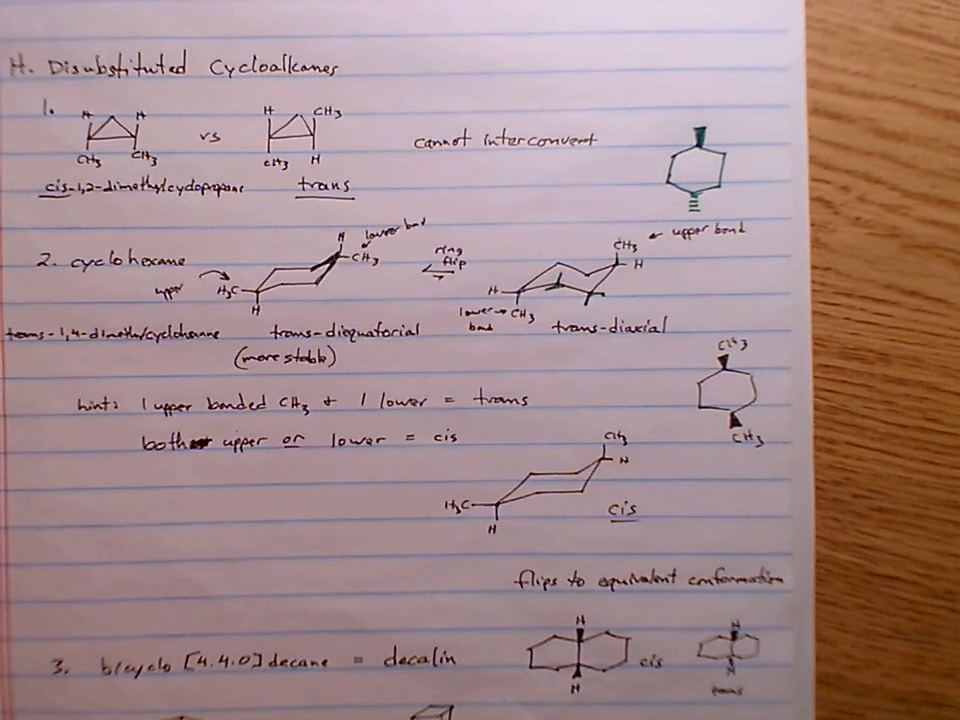 H. Disubstituted Cycloalkanes
1.
H H H CH3
vs
cannot interconvert
CH3 CH3 CH3 H
cis-1,2-dimethylcyclopropane trans
2. cyclohexane
H lower bond
CH3
ring flip
CH3 upper bond
H
upper H3C
H
H
lower bond CH3
trans-1,4-dimethylcyclohexane trans-diequatorial trans-diaxial
(more stable)
CH3
hint: 1 upper bonded CH3 + 1 lower = trans
both upper or lower = cis
CH3
CH3
H
H3C
H
cis
flips to equivalent conformation
3. bicyclo [4.4.0] decane = decalin
H
H
cis
H
H
trans